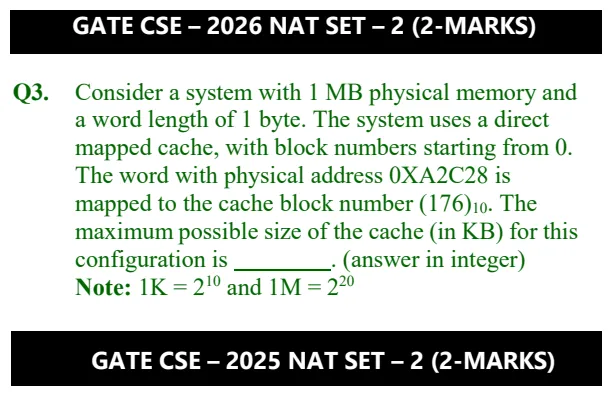 GATE CSE – 2026 NAT SET – 2 (2-MARKS)
Q3. Consider a system with 1 MB physical memory and
a word length of 1 byte. The system uses a direct
mapped cache, with block numbers starting from 0.
The word with physical address 0XA2C28 is
mapped to the cache block number (176)₁₀. The
maximum possible size of the cache (in KB) for this
configuration is ________. (answer in integer)
Note: 1K = 2¹⁰ and 1M = 2²⁰
GATE CSE – 2025 NAT SET – 2 (2-MARKS)